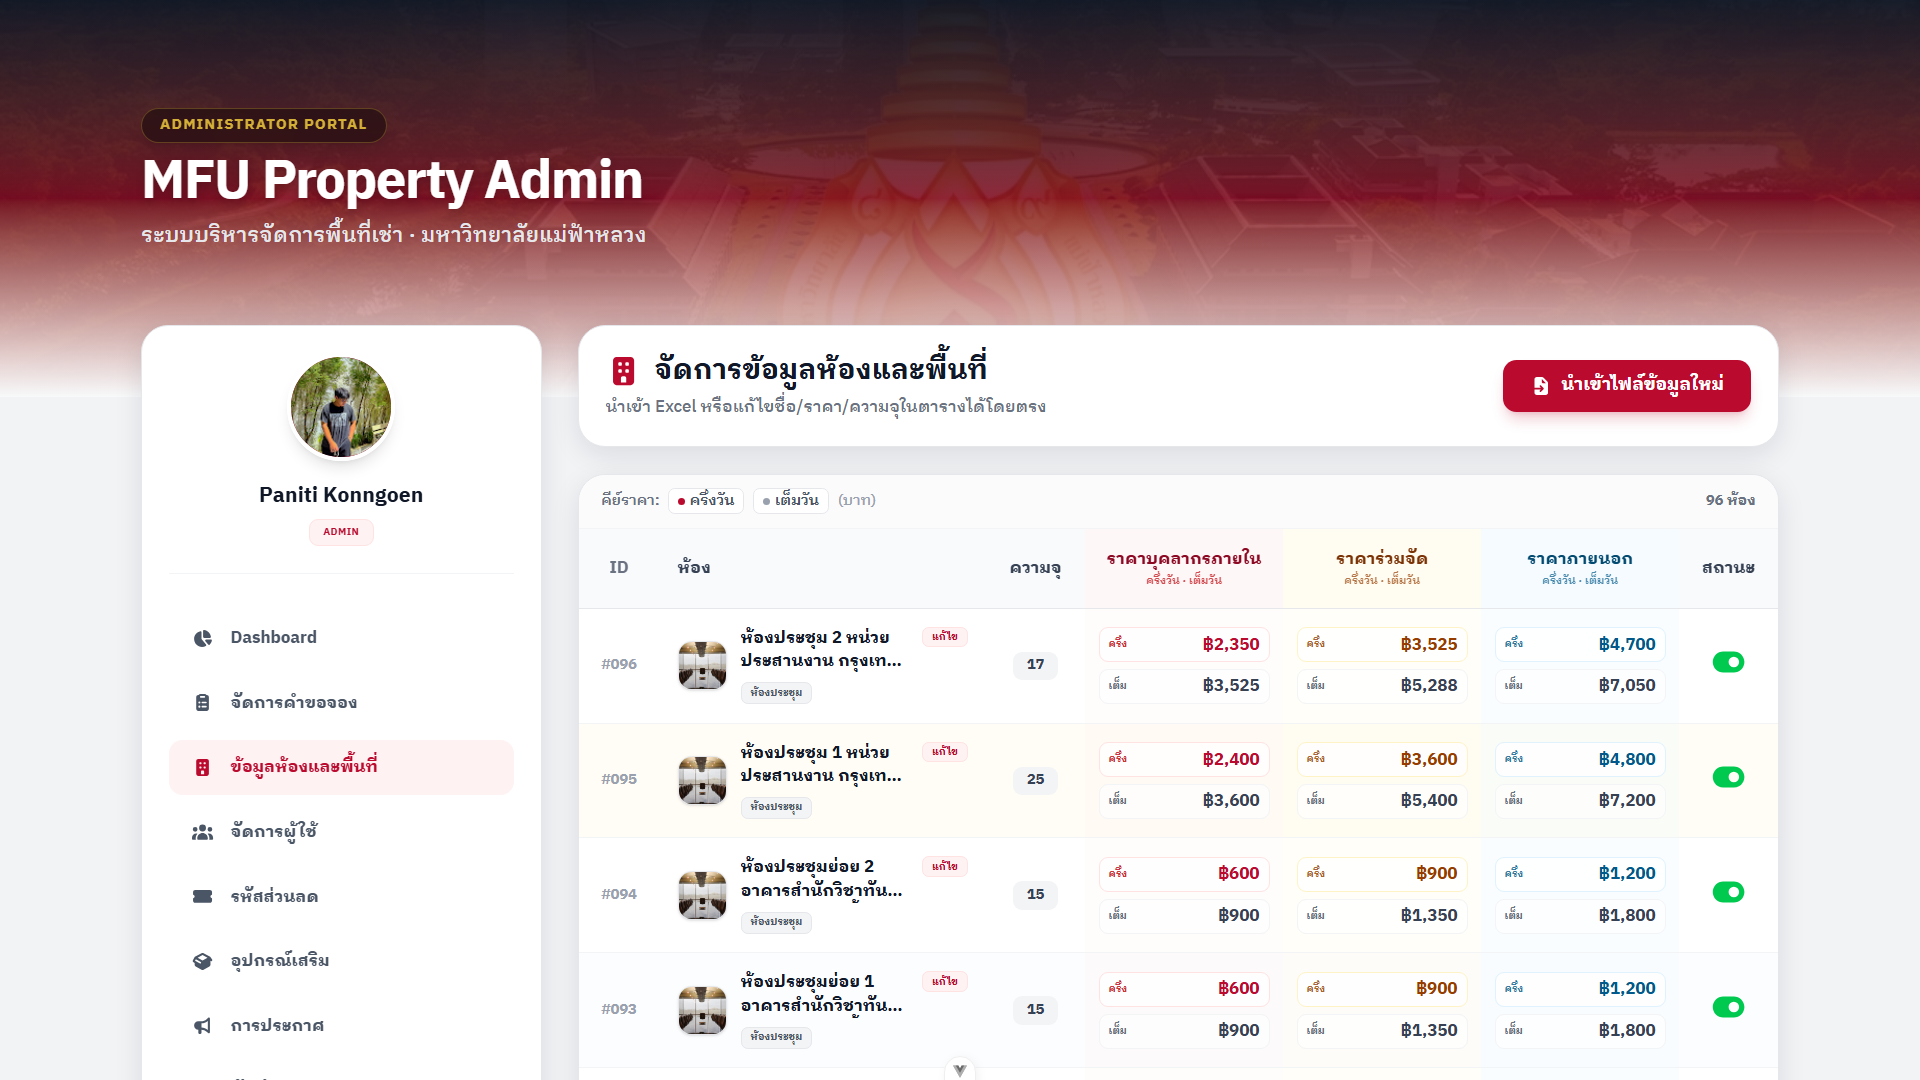 ADMINISTRATOR PORTAL
MFU Property Admin
ระบบบริหารจัดการพื้นที่เช่า · มหาวิทยาลัยแม่ฟ้าหลวง
Paniti Konngoen
ADMIN
Dashboard
จัดการคำขอจอง
ข้อมูลห้องและพื้นที่
จัดการผู้ใช้
รหัสส่วนลด
อุปกรณ์เสริม
การประกาศ
จัดการข้อมูลห้องและพื้นที่
นำเข้า Excel หรือแก้ไขชื่อ/ราคา/ความจุในตารางได้โดยตรง
นำเข้าไฟล์ข้อมูลใหม่
คีย์ราคา: ครึ่งวัน เต็มวัน (บาท) 96 ห้อง
ID ห้อง ความจุ ราคาบุคลากรภายใน ราคาร่วมจัด ราคาภายนอก สถานะ
ครึ่งวัน · เต็มวัน ครึ่งวัน · เต็มวัน ครึ่งวัน · เต็มวัน
#096
ห้องประชุม 2 หน่วย
ประสานงาน กรุงเท...
แก้ไข
ห้องประชุม
17
ครึ่ง ฿2,350 ครึ่ง ฿3,525 ครึ่ง ฿4,700
เต็ม ฿3,525 เต็ม ฿5,288 เต็ม ฿7,050
#095
ห้องประชุม 1 หน่วย
ประสานงาน กรุงเท...
แก้ไข
ห้องประชุม
25
ครึ่ง ฿2,400 ครึ่ง ฿3,600 ครึ่ง ฿4,800
เต็ม ฿3,600 เต็ม ฿5,400 เต็ม ฿7,200
#094
ห้องประชุมย่อย 2
อาคารสำนักวิชาทัน...
แก้ไข
ห้องประชุม
15
ครึ่ง ฿600 ครึ่ง ฿900 ครึ่ง ฿1,200
เต็ม ฿900 เต็ม ฿1,350 เต็ม ฿1,800
#093
ห้องประชุมย่อย 1
อาคารสำนักวิชาทัน...
แก้ไข
ห้องประชุม
15
ครึ่ง ฿600 ครึ่ง ฿900 ครึ่ง ฿1,200
เต็ม ฿900 เต็ม ฿1,350 เต็ม ฿1,800